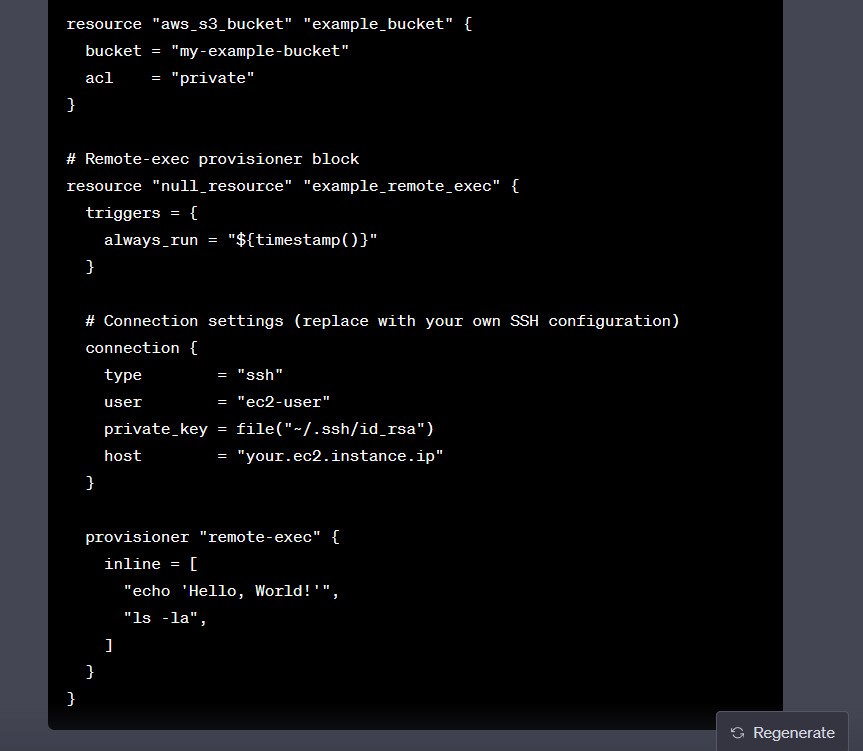 resource "aws_s3_bucket" "example_bucket" {
  bucket = "my-example-bucket"
  acl    = "private"
}

# Remote-exec provisioner block
resource "null_resource" "example_remote_exec" {
  triggers = {
    always_run = "${timestamp()}"
  }

  # Connection settings (replace with your own SSH configuration)
  connection {
    type        = "ssh"
    user        = "ec2-user"
    private_key = file("~/.ssh/id_rsa")
    host        = "your.ec2.instance.ip"
  }

  provisioner "remote-exec" {
    inline = [
      "echo 'Hello, World!'",
      "ls -la",
    ]
  }
}
Regenerate